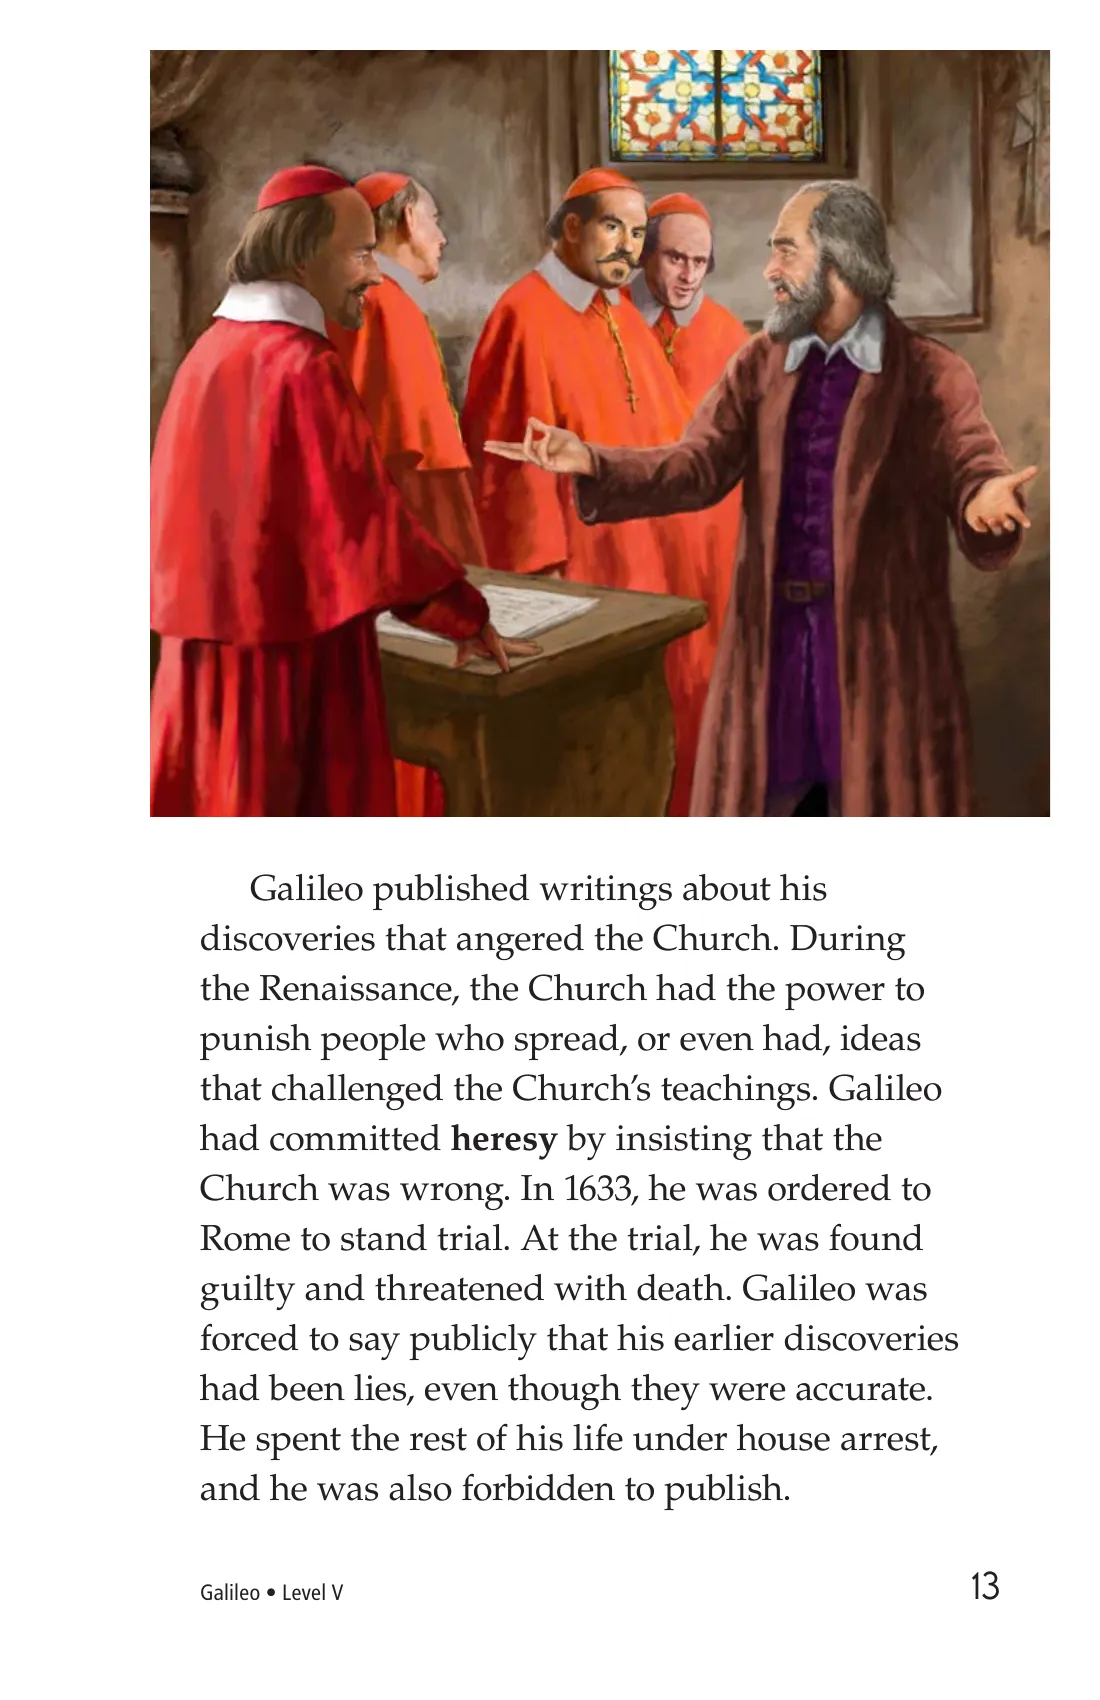 Galileo published writings about his
discoveries that angered the Church. During
the Renaissance, the Church had the power to
punish people who spread, or even had, ideas
that challenged the Church’s teachings. Galileo
had committed heresy by insisting that the
Church was wrong. In 1633, he was ordered to
Rome to stand trial. At the trial, he was found
guilty and threatened with death. Galileo was
forced to say publicly that his earlier discoveries
had been lies, even though they were accurate.
He spent the rest of his life under house arrest,
and he was also forbidden to publish.
Galileo • Level V
13